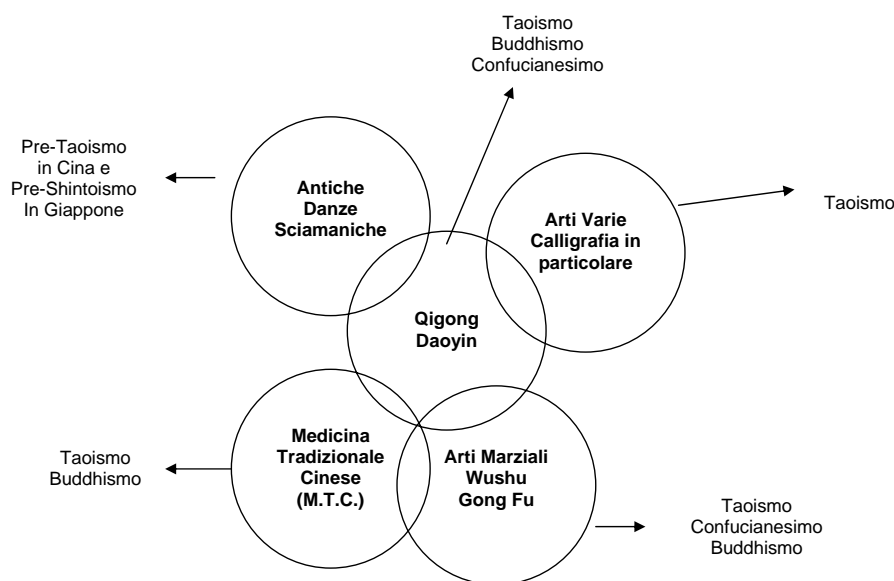 Taoismo
Buddhismo
Confucianesimo
Pre-Taoismo
in Cina e
Pre-Shintoismo
In Giappone
Antiche
Danze
Sciamaniche
Arti Varie
Calligrafia in
particolare
Taoismo
Qigong
Daoyin
Medicina
Tradizionale
Cinese
(M.T.C.)
Arti Marziali
Wushu
Gong Fu
Taoismo
Buddhismo
Taoismo
Confucianesimo
Buddhismo